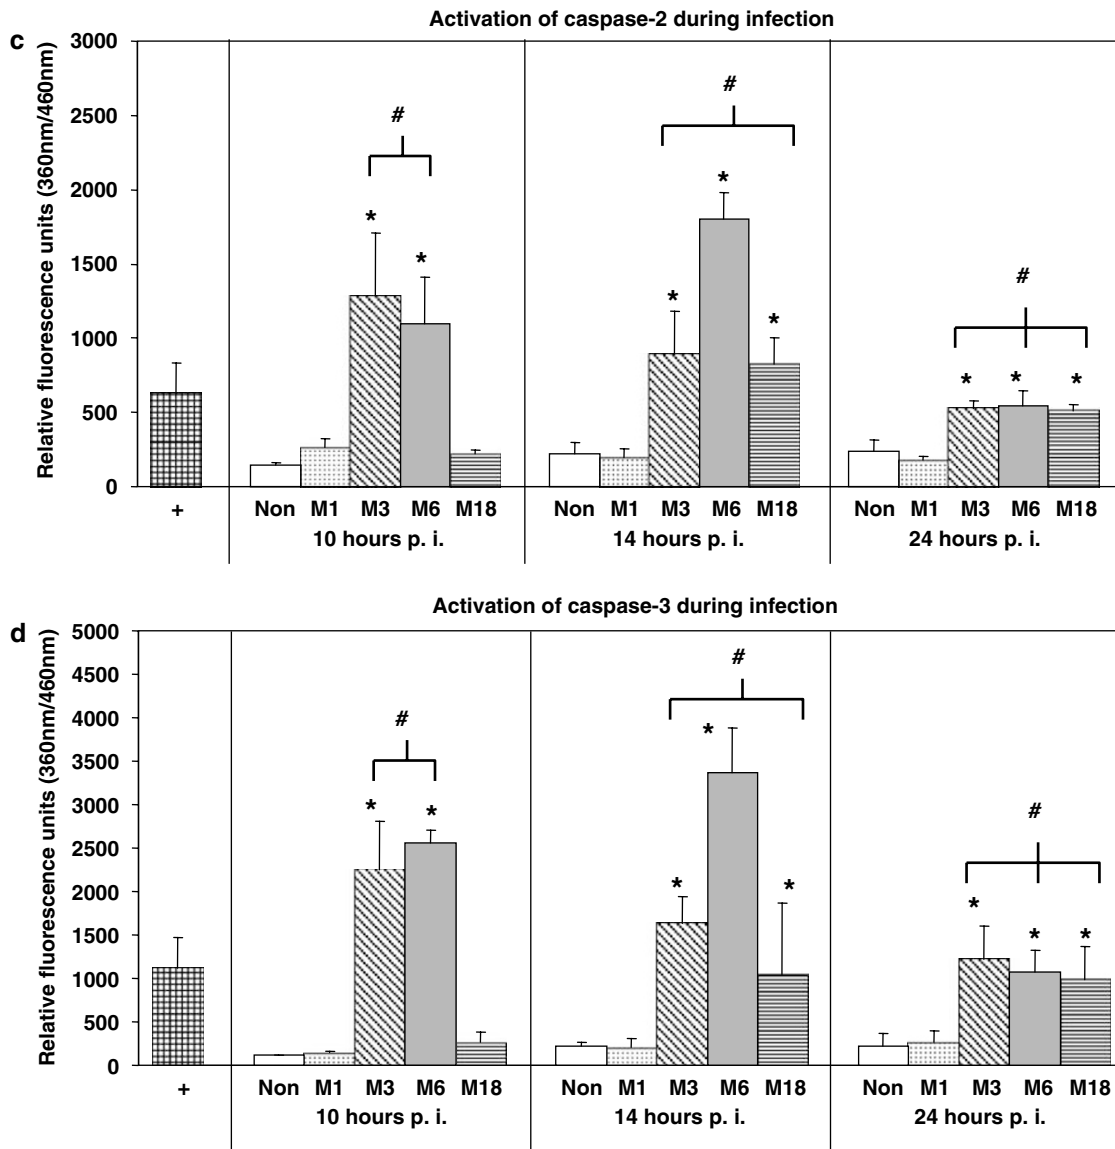 Activation of caspase-2 during infection
c
Relative fluorescence units (360nm/460nm)
3000
2500
2000
1500
1000
500
0
#
#
#
* * * * * * * *
+ Non M1 M3 M6 M18 Non M1 M3 M6 M18 Non M1 M3 M6 M18
10 hours p. i. 14 hours p. i. 24 hours p. i.
Activation of caspase-3 during infection
d
Relative fluorescence units (360nm/460nm)
5000
4500
4000
3500
3000
2500
2000
1500
1000
500
0
#
#
#
* * * * * * * *
+ Non M1 M3 M6 M18 Non M1 M3 M6 M18 Non M1 M3 M6 M18
10 hours p. i. 14 hours p. i. 24 hours p. i.